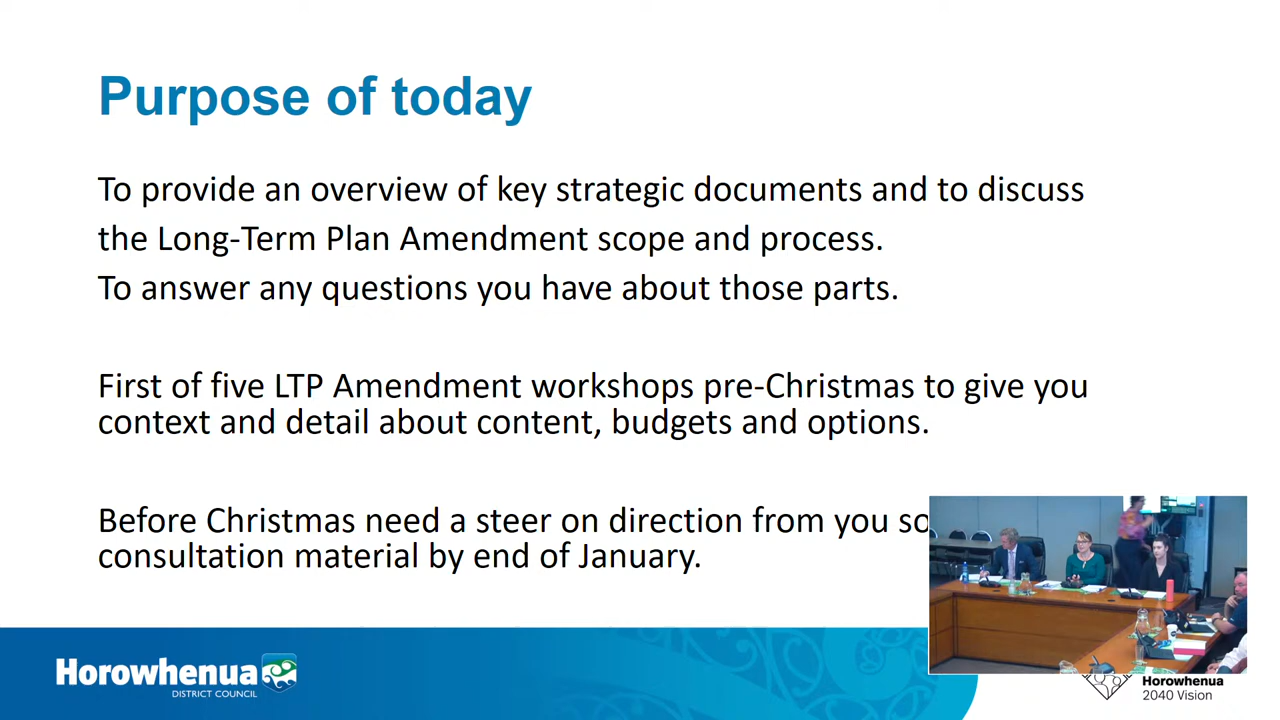 Purpose of today
To provide an overview of key strategic documents and to discuss
the Long-Term Plan Amendment scope and process.
To answer any questions you have about those parts.
First of five LTP Amendment workshops pre-Christmas to give you
context and detail about content, budgets and options.
Before Christmas need a steer on direction from you so
consultation material by end of January.
Horowhenua
DISTRICT COUNCIL
Horowhenua
2040 Vision